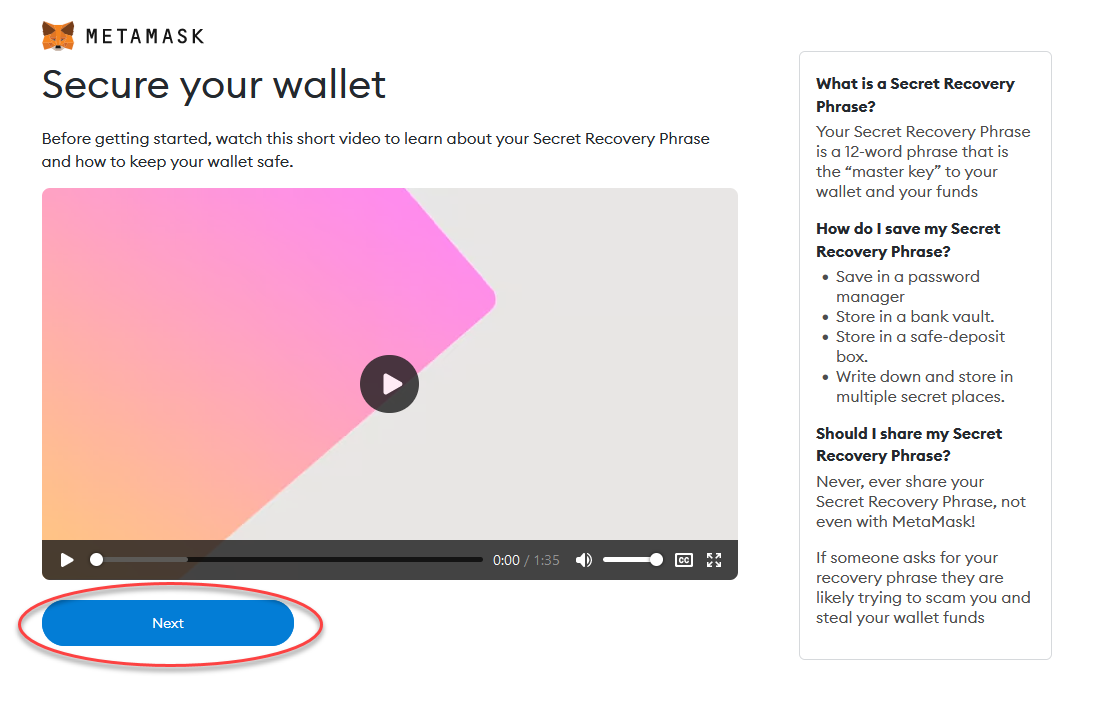 METAMASK
Secure your wallet
Before getting started, watch this short video to learn about your Secret Recovery Phrase
and how to keep your wallet safe.
0:00 / 1:35
CC
Next
What is a Secret Recovery
Phrase?
Your Secret Recovery Phrase
is a 12-word phrase that is
the “master key” to your
wallet and your funds
How do I save my Secret
Recovery Phrase?
• Save in a password
manager
• Store in a bank vault.
• Store in a safe-deposit
box.
• Write down and store in
multiple secret places.
Should I share my Secret
Recovery Phrase?
Never, ever share your
Secret Recovery Phrase, not
even with MetaMask!
If someone asks for your
recovery phrase they are
likely trying to scam you and
steal your wallet funds